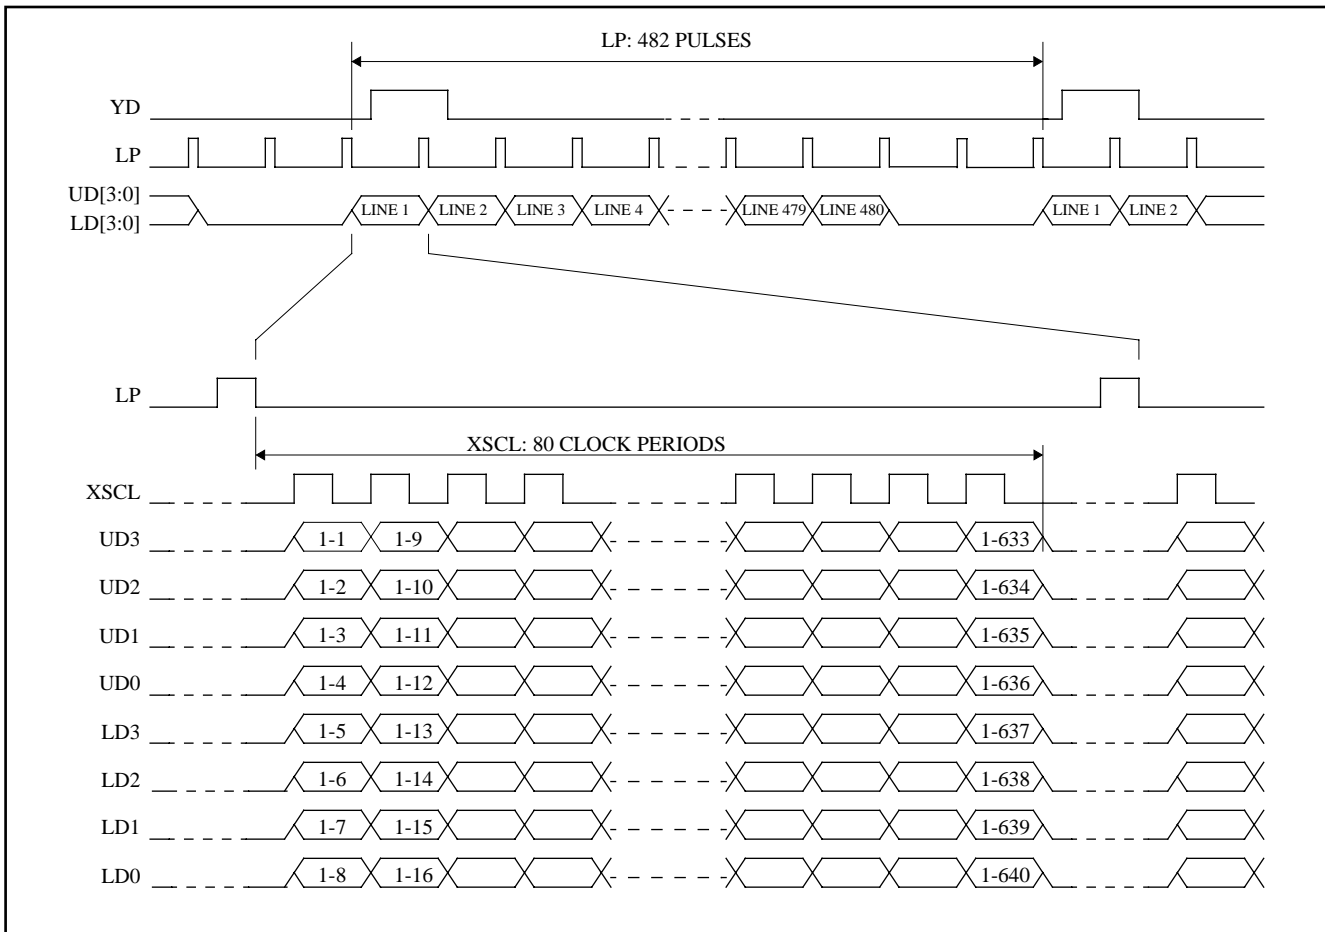 LP: 482 PULSES
YD
LP
UD[3:0]
LD[3:0]
LINE 1 LINE 2 LINE 3 LINE 4 LINE 479 LINE 480 LINE 1 LINE 2
LP
XSCL: 80 CLOCK PERIODS
XSCL
UD3 1-1 1-9 1-633
UD2 1-2 1-10 1-634
UD1 1-3 1-11 1-635
UD0 1-4 1-12 1-636
LD3 1-5 1-13 1-637
LD2 1-6 1-14 1-638
LD1 1-7 1-15 1-639
LD0 1-8 1-16 1-640